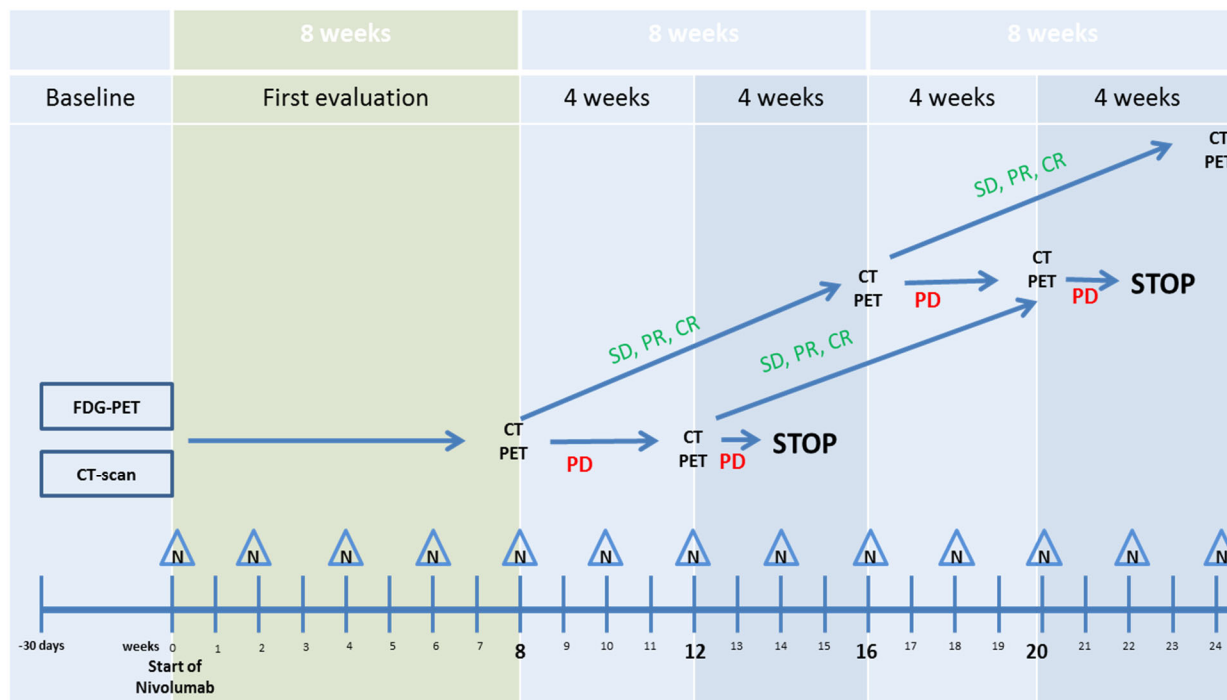 8 weeks
8 weeks
8 weeks
Baseline
First evaluation
4 weeks
4 weeks
4 weeks
4 weeks
CT
PET
SD, PR, CR
CT
PET
PD
CT
PET
PD
STOP
SD, PR, CR
SD, PR, CR
FDG-PET
CT-scan
CT
PET
PD
CT
PET
PD
STOP
N
N
N
N
N
N
N
N
N
N
N
N
N
-30 days
weeks
0
1
2
3
4
5
6
7
8
9
10
11
12
13
14
15
16
17
18
19
20
21
22
23
24
Start of
Nivolumab